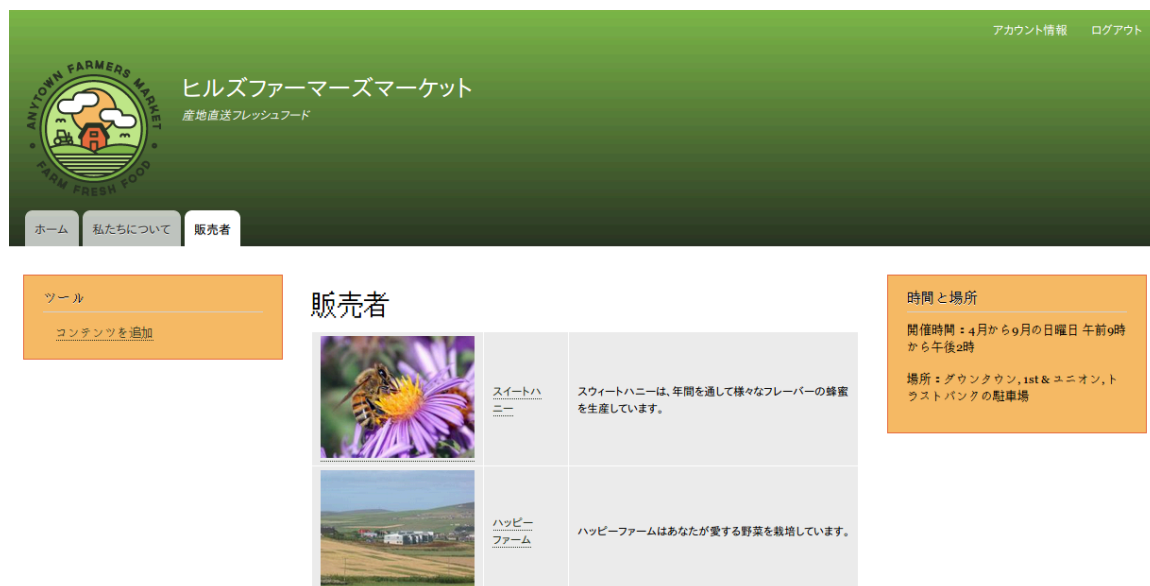 アカウント情報 ログアウト
ANYTOWN FARMERS MARKET
FARM FRESH FOOD
ヒルズファーマーズマーケット
産地直送フレッシュフード
ホーム 私たちについて 販売者
ツール
コンテンツを追加
販売者
スイートハ
ニー
スウィートハニーは、年間を通して様々なフレーバーの蜂蜜
を生産しています。
ハッピー
ファーム
ハッピーファームはあなたが愛する野菜を栽培しています。
時間と場所
開催時間：4月から9月の日曜日 午前9時
から午後2時
場所：ダウンタウン, 1st & ユニオン, ト
ラストバンクの駐車場